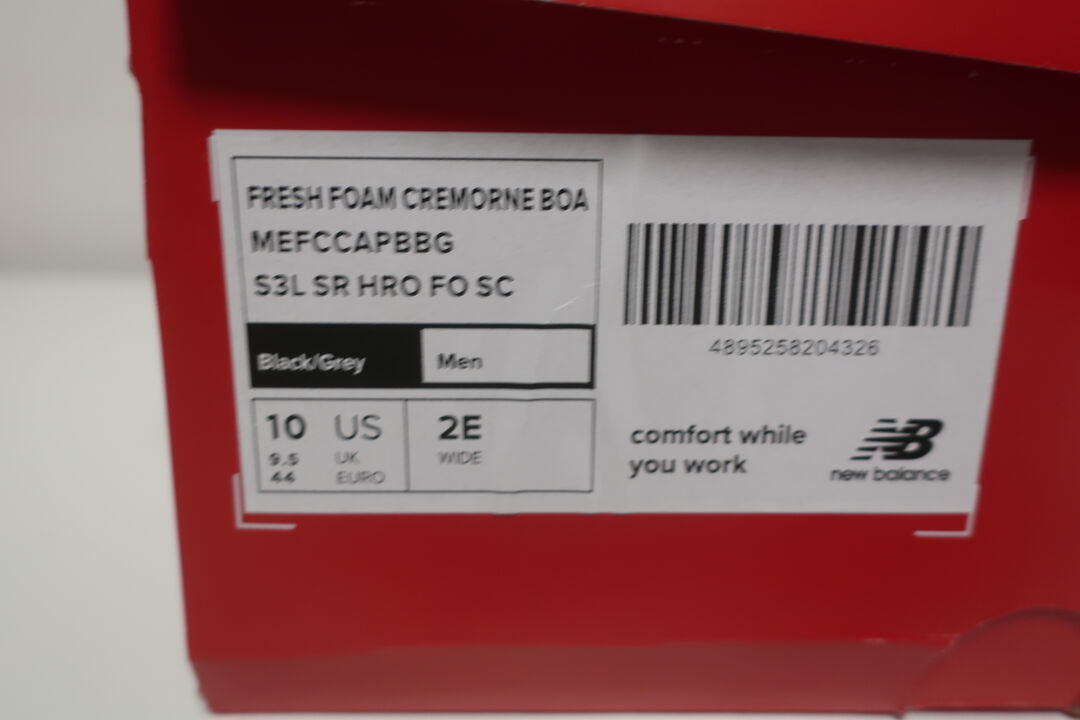 FRESH FOAM CREMORNE BOA
MEFCCAPBBG
S3L SR HRO FO SC
Black/Grey Men
10 US 2E
9.5 UK WIDE
44 EURO
4895258204326
comfort while
you work
NB
new balance